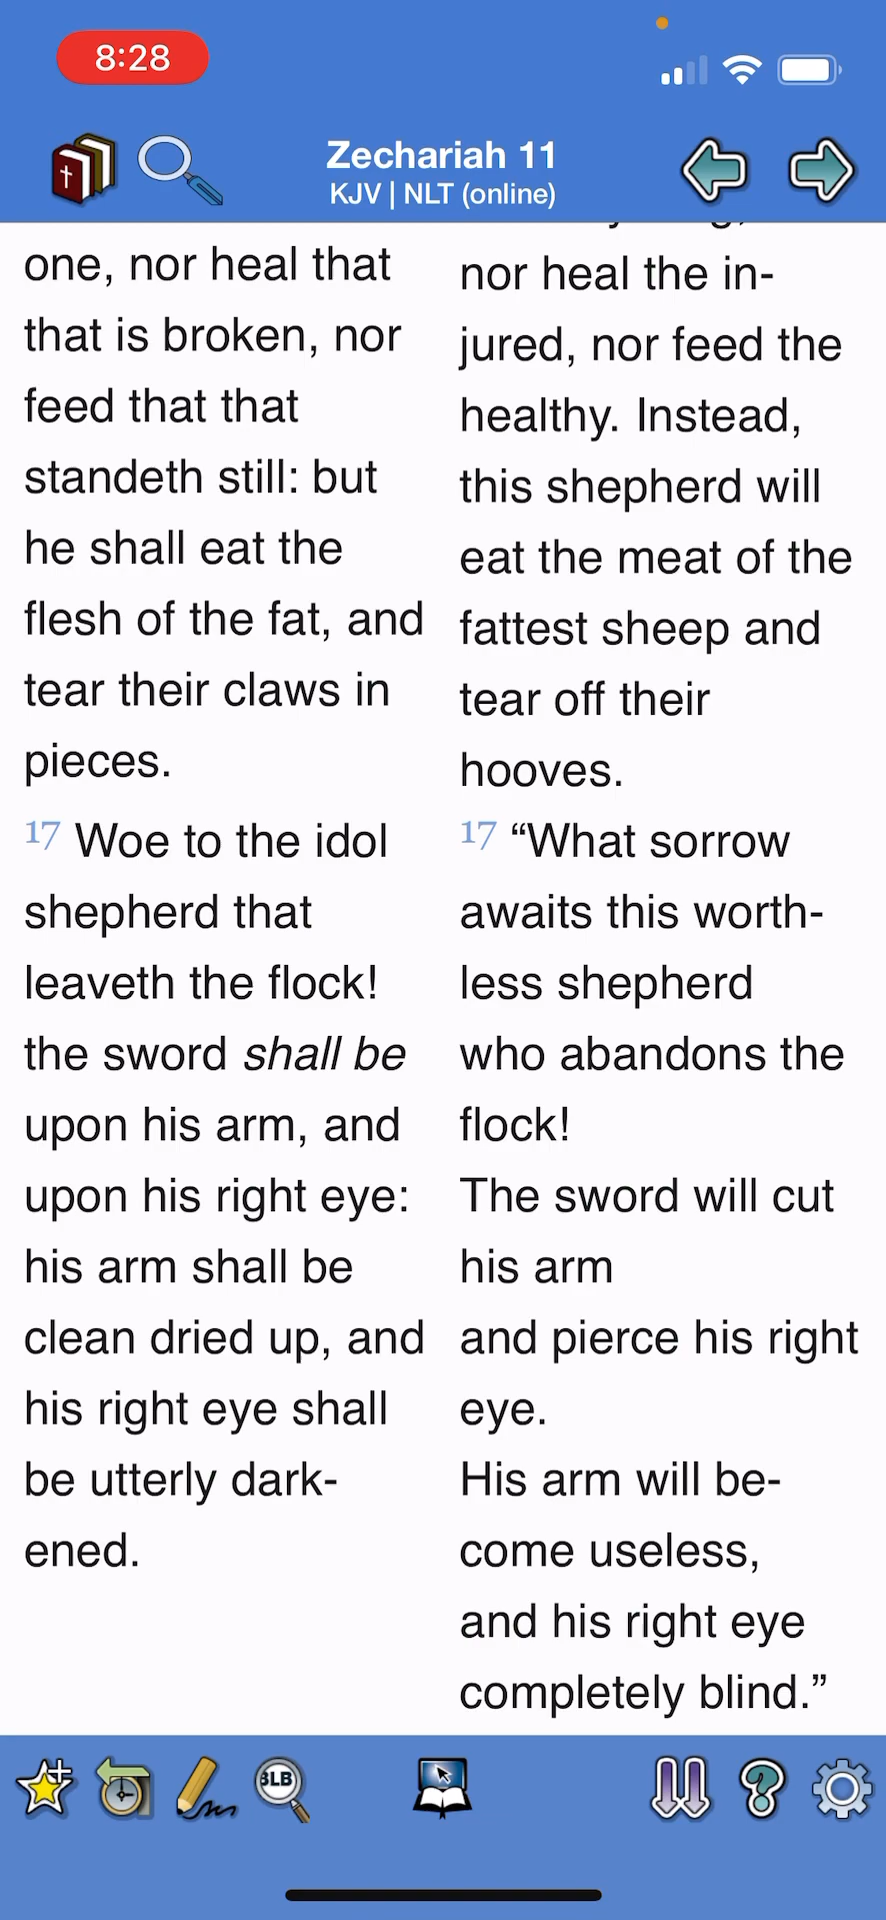 8:28
Zechariah 11
KJV | NLT (online)
one, nor heal that
that is broken, nor
feed that that
standeth still: but
he shall eat the
flesh of the fat, and
tear their claws in
pieces.
17 Woe to the idol
shepherd that
leaveth the flock!
the sword shall be
upon his arm, and
upon his right eye:
his arm shall be
clean dried up, and
his right eye shall
be utterly dark-
ened.
nor heal the in-
jured, nor feed the
healthy. Instead,
this shepherd will
eat the meat of the
fattest sheep and
tear off their
hooves.
17 “What sorrow
awaits this worth-
less shepherd
who abandons the
flock!
The sword will cut
his arm
and pierce his right
eye.
His arm will be-
come useless,
and his right eye
completely blind.”
BLB